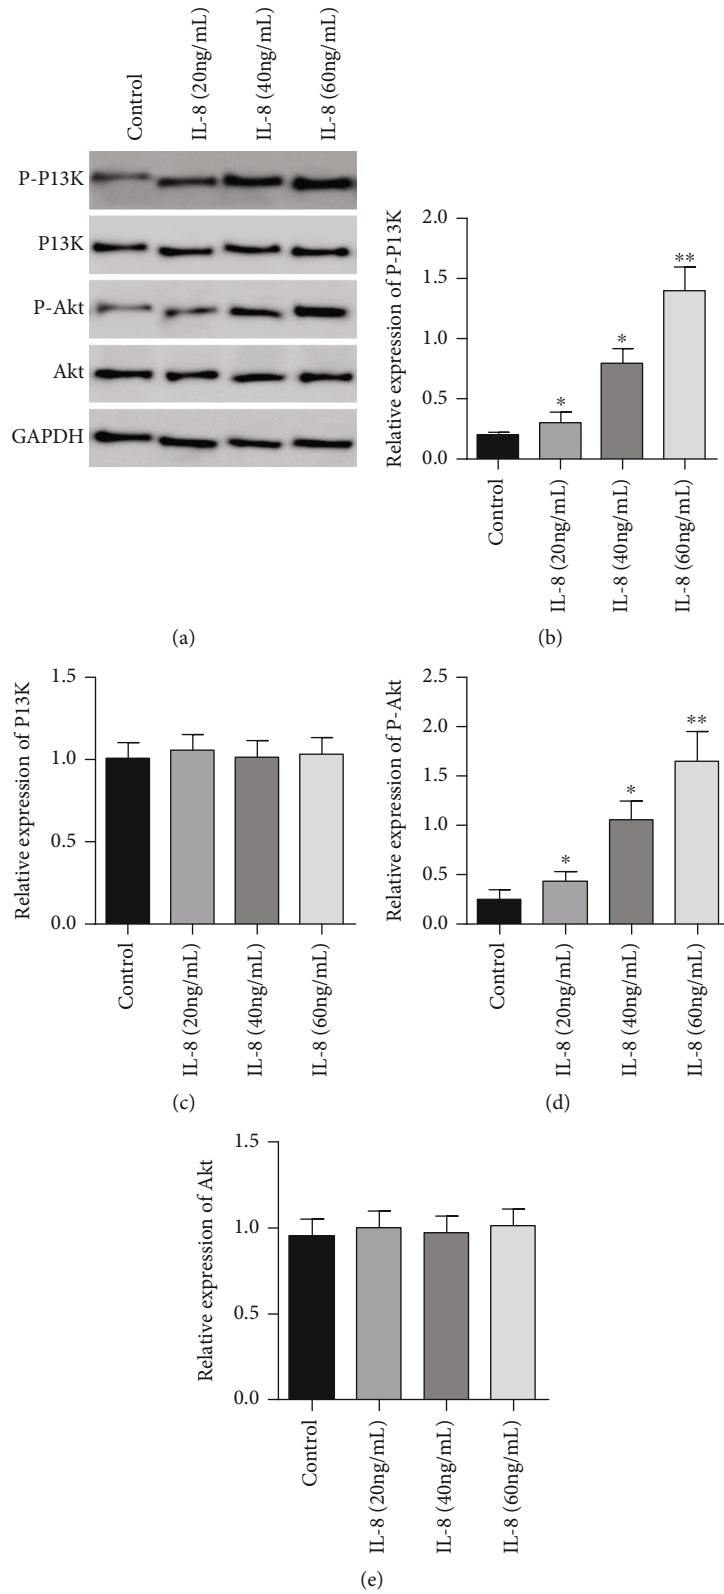 Control
IL-8 (20ng/mL)
IL-8 (40ng/mL)
IL-8 (60ng/mL)
P-P13K
P13K
P-Akt
Akt
GAPDH
(a)
Relative expression of P-P13K
2.0
1.5
1.0
0.5
0.0
*
*
**
Control
IL-8 (20ng/mL)
IL-8 (40ng/mL)
IL-8 (60ng/mL)
(b)
Relative expression of P13K
1.5
1.0
0.5
0.0
Control
IL-8 (20ng/mL)
IL-8 (40ng/mL)
IL-8 (60ng/mL)
(c)
Relative expression of P-Akt
2.5
2.0
1.5
1.0
0.5
0.0
*
*
**
Control
IL-8 (20ng/mL)
IL-8 (40ng/mL)
IL-8 (60ng/mL)
(d)
Relative expression of Akt
1.5
1.0
0.5
0.0
Control
IL-8 (20ng/mL)
IL-8 (40ng/mL)
IL-8 (60ng/mL)
(e)